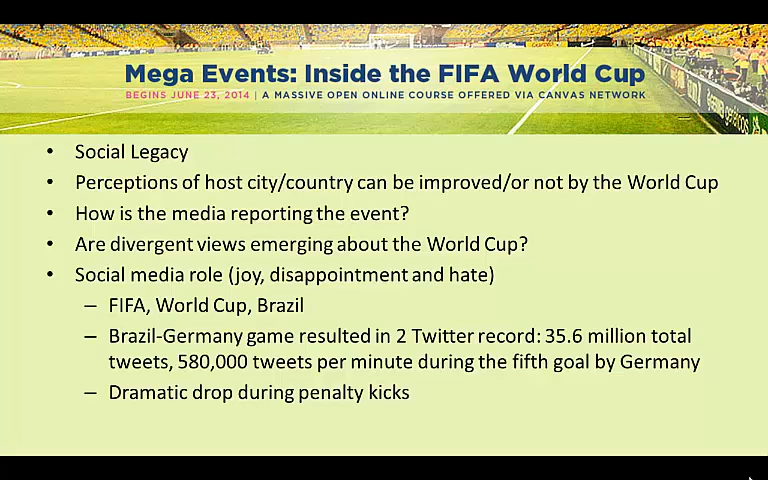 Mega Events: Inside the FIFA World Cup
BEGINS JUNE 23, 2014 | A MASSIVE OPEN ONLINE COURSE OFFERED VIA CANVAS NETWORK
• Social Legacy
• Perceptions of host city/country can be improved/or not by the World Cup
• How is the media reporting the event?
• Are divergent views emerging about the World Cup?
• Social media role (joy, disappointment and hate)
– FIFA, World Cup, Brazil
– Brazil-Germany game resulted in 2 Twitter record: 35.6 million total
tweets, 580,000 tweets per minute during the fifth goal by Germany
– Dramatic drop during penalty kicks